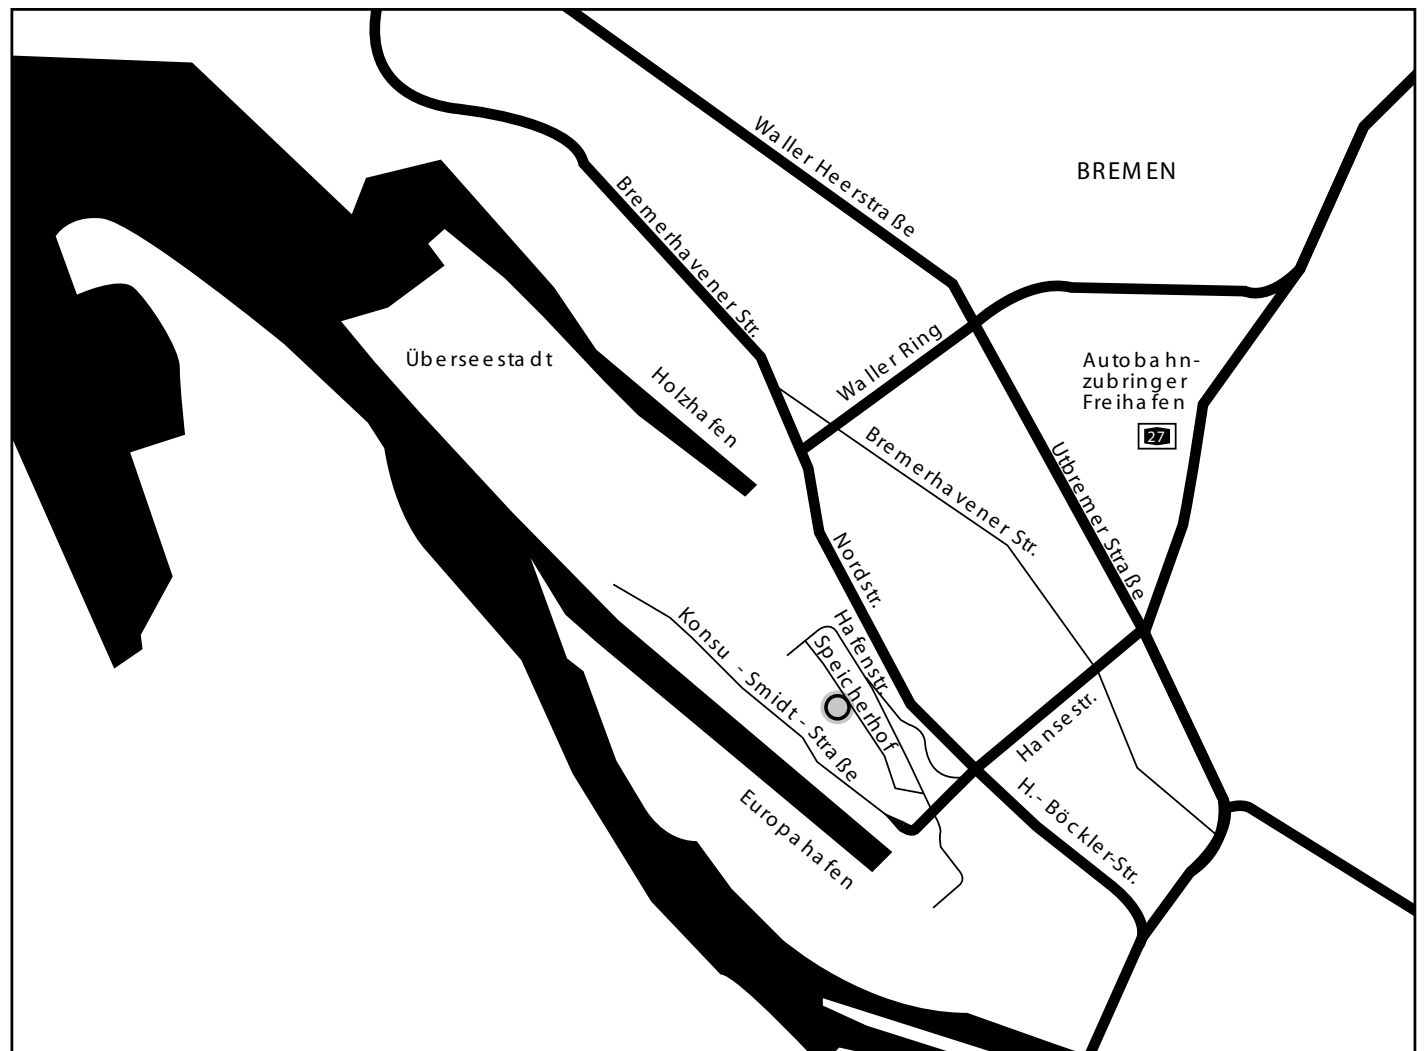 Waller Heerstraße
BREMEN
Bremerhavener Str.
Überseestadt
Waller Ring
Autobahn-
zubringer
Freihafen
27
Holzhafen
Bremerhavener Str.
Utbremer Straße
Nordstr.
Hafenstr.
Speicherhof
Konsu - Smidt - Straße
Hansestr.
H.- Böckler-Str.
Europahafen